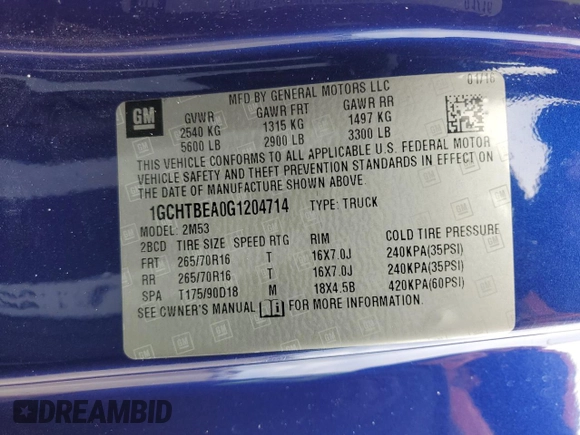 01/16
GM
MFD BY GENERAL MOTORS LLC
GVWR GAWR FRT GAWR RR
2540 KG 1315 KG 1497 KG
5600 LB 2900 LB 3300 LB
THIS VEHICLE CONFORMS TO ALL APPLICABLE U.S. FEDERAL MOTOR
VEHICLE SAFETY AND THEFT PREVENTION STANDARDS IN EFFECT ON
THE DATE OF MANUFACTURE SHOWN ABOVE.
1GCHTBEA0G1204714 TYPE: TRUCK
MODEL: 2M53
2BCD TIRE SIZE SPEED RTG RIM COLD TIRE PRESSURE
FRT 265/70R16 T 16X7.0J 240KPA(35PSI)
RR 265/70R16 T 16X7.0J 240KPA(35PSI)
SPA T175/90D18 M 18X4.5B 420KPA(60PSI)
SEE OWNER'S MANUAL i FOR MORE INFORMATION.
DREAMBID